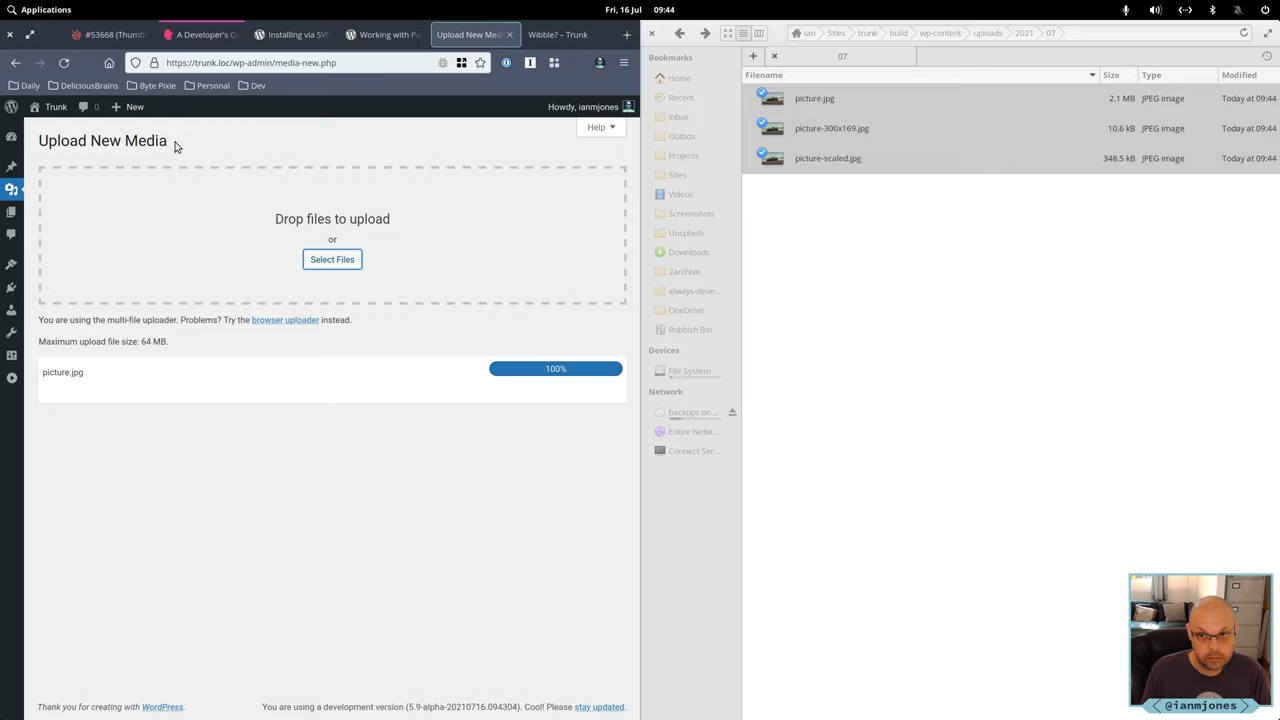 Applications
Fri, 16 Jul
09:44
#53668 (Thumb
A Developer's Ga
Installing via SVN
Working with Pa
Upload New Medi
Wibble? – Trunk
https://trunk.loc/wp-admin/media-new.php
Daily
DeliciousBrains
Byte Pixie
Personal
Dev
Trunk
0
New
Howdy, ianmjones
Help
Upload New Media
Drop files to upload
or
Select Files
You are using the multi-file uploader. Problems? Try the browser uploader instead.
Maximum upload file size: 64 MB.
picture.jpg
100%
Thank you for creating with WordPress.
You are using a development version (5.9-alpha-20210716.094304). Cool! Please stay updated.
ian
Sites
trunk
build
wp-content
uploads
2021
07
Bookmarks
Home
Recent
Inbox
Outbox
Projects
Sites
Videos
Screenshots
Unsplash
Downloads
2archive
always-deve...
OneDrive
Rubbish Bin
Devices
File System
Network
backups on ...
Entire Netw...
Connect Ser...
07
Filename
Size
Type
Modified
picture.jpg
2.1 MB
JPEG image
Today at 09:44
picture-300x169.jpg
10.6 kB
JPEG image
Today at 09:44
picture-scaled.jpg
348.5 kB
JPEG image
Today at 09:44
@ianmjones